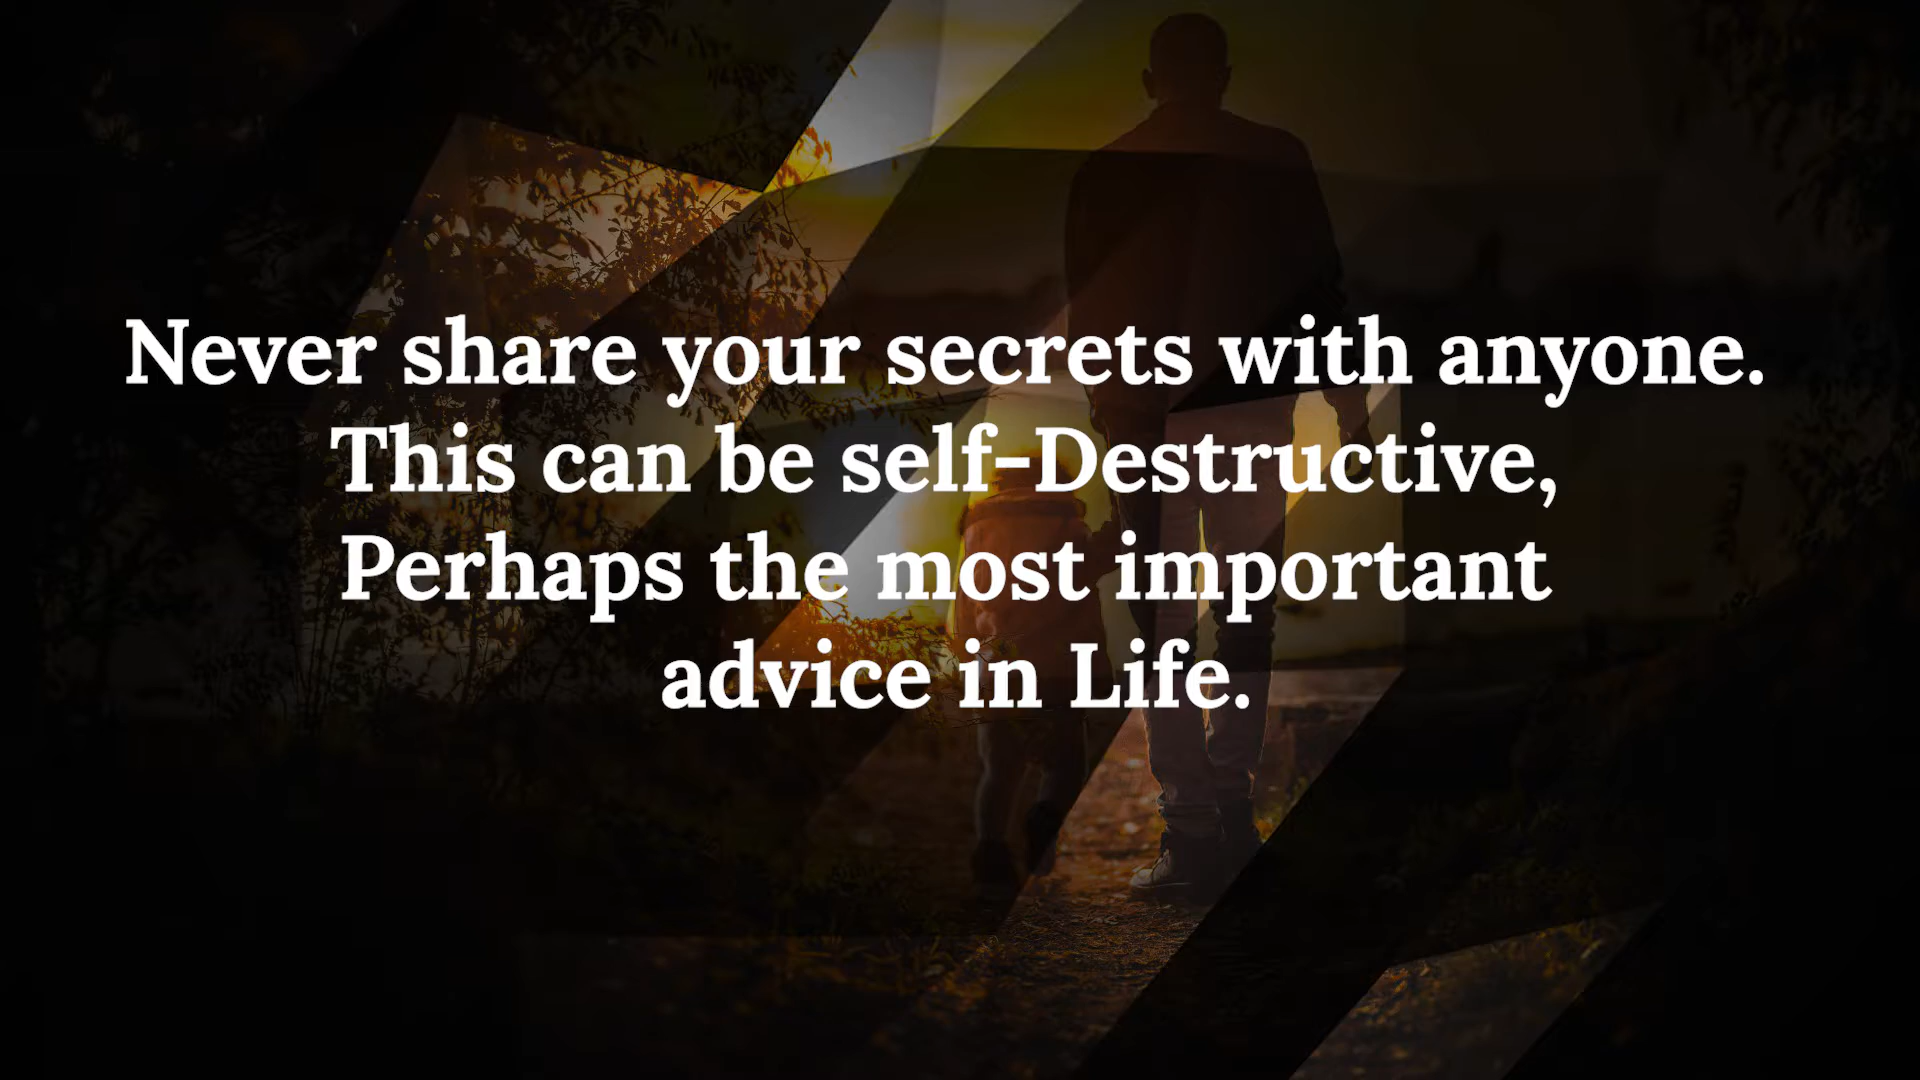 Never share your secrets with anyone.
This can be self-Destructive,
Perhaps the most important
advice in Life.